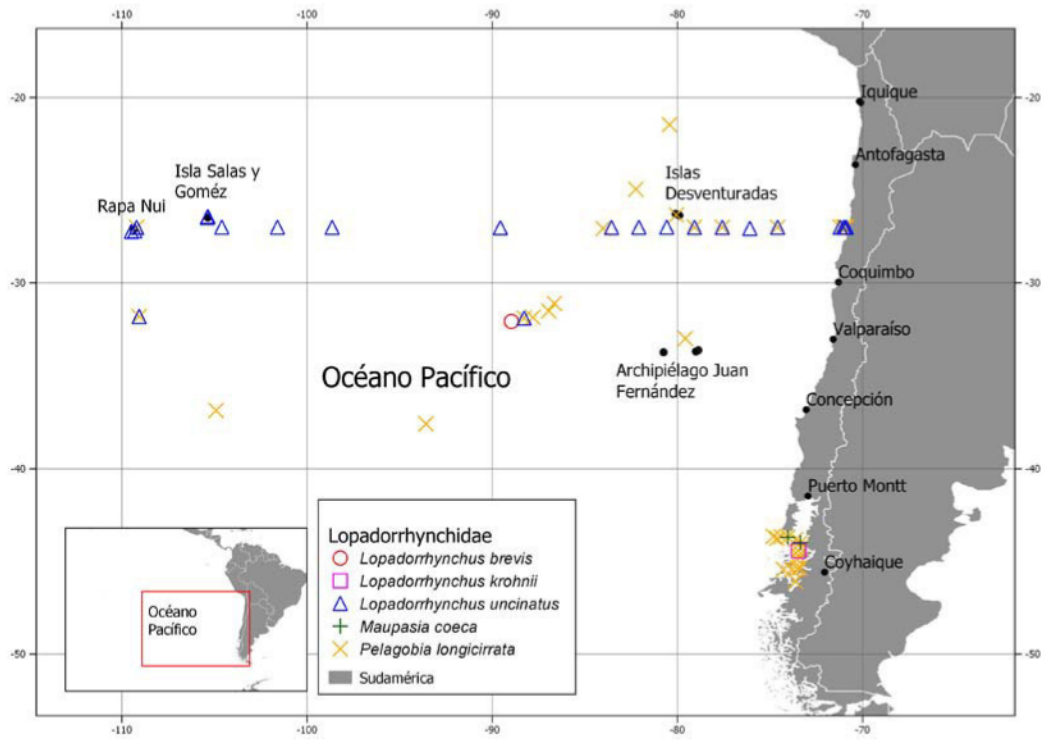 -110 -100 -90 -80 -70
-20
-20
Iquique
Antofagasta
Isla Salas y
Goméz
Rapa Nui
Islas
Desventuradas
-30
-30
Coquimbo
Valparaíso
Archipiélago Juan
Fernández
Océano Pacífico
Concepción
-40
-40
Puerto Montt
Coyhaique
Lopadorrhynchidae
Lopadorrhynchus brevis
Lopadorrhynchus krohnii
Lopadorrhynchus uncinatus
Maupasia coeca
Pelagobia longicirrata
Sudamérica
Océano
Pacífico
-50
-50
-110 -100 -90 -80 -70